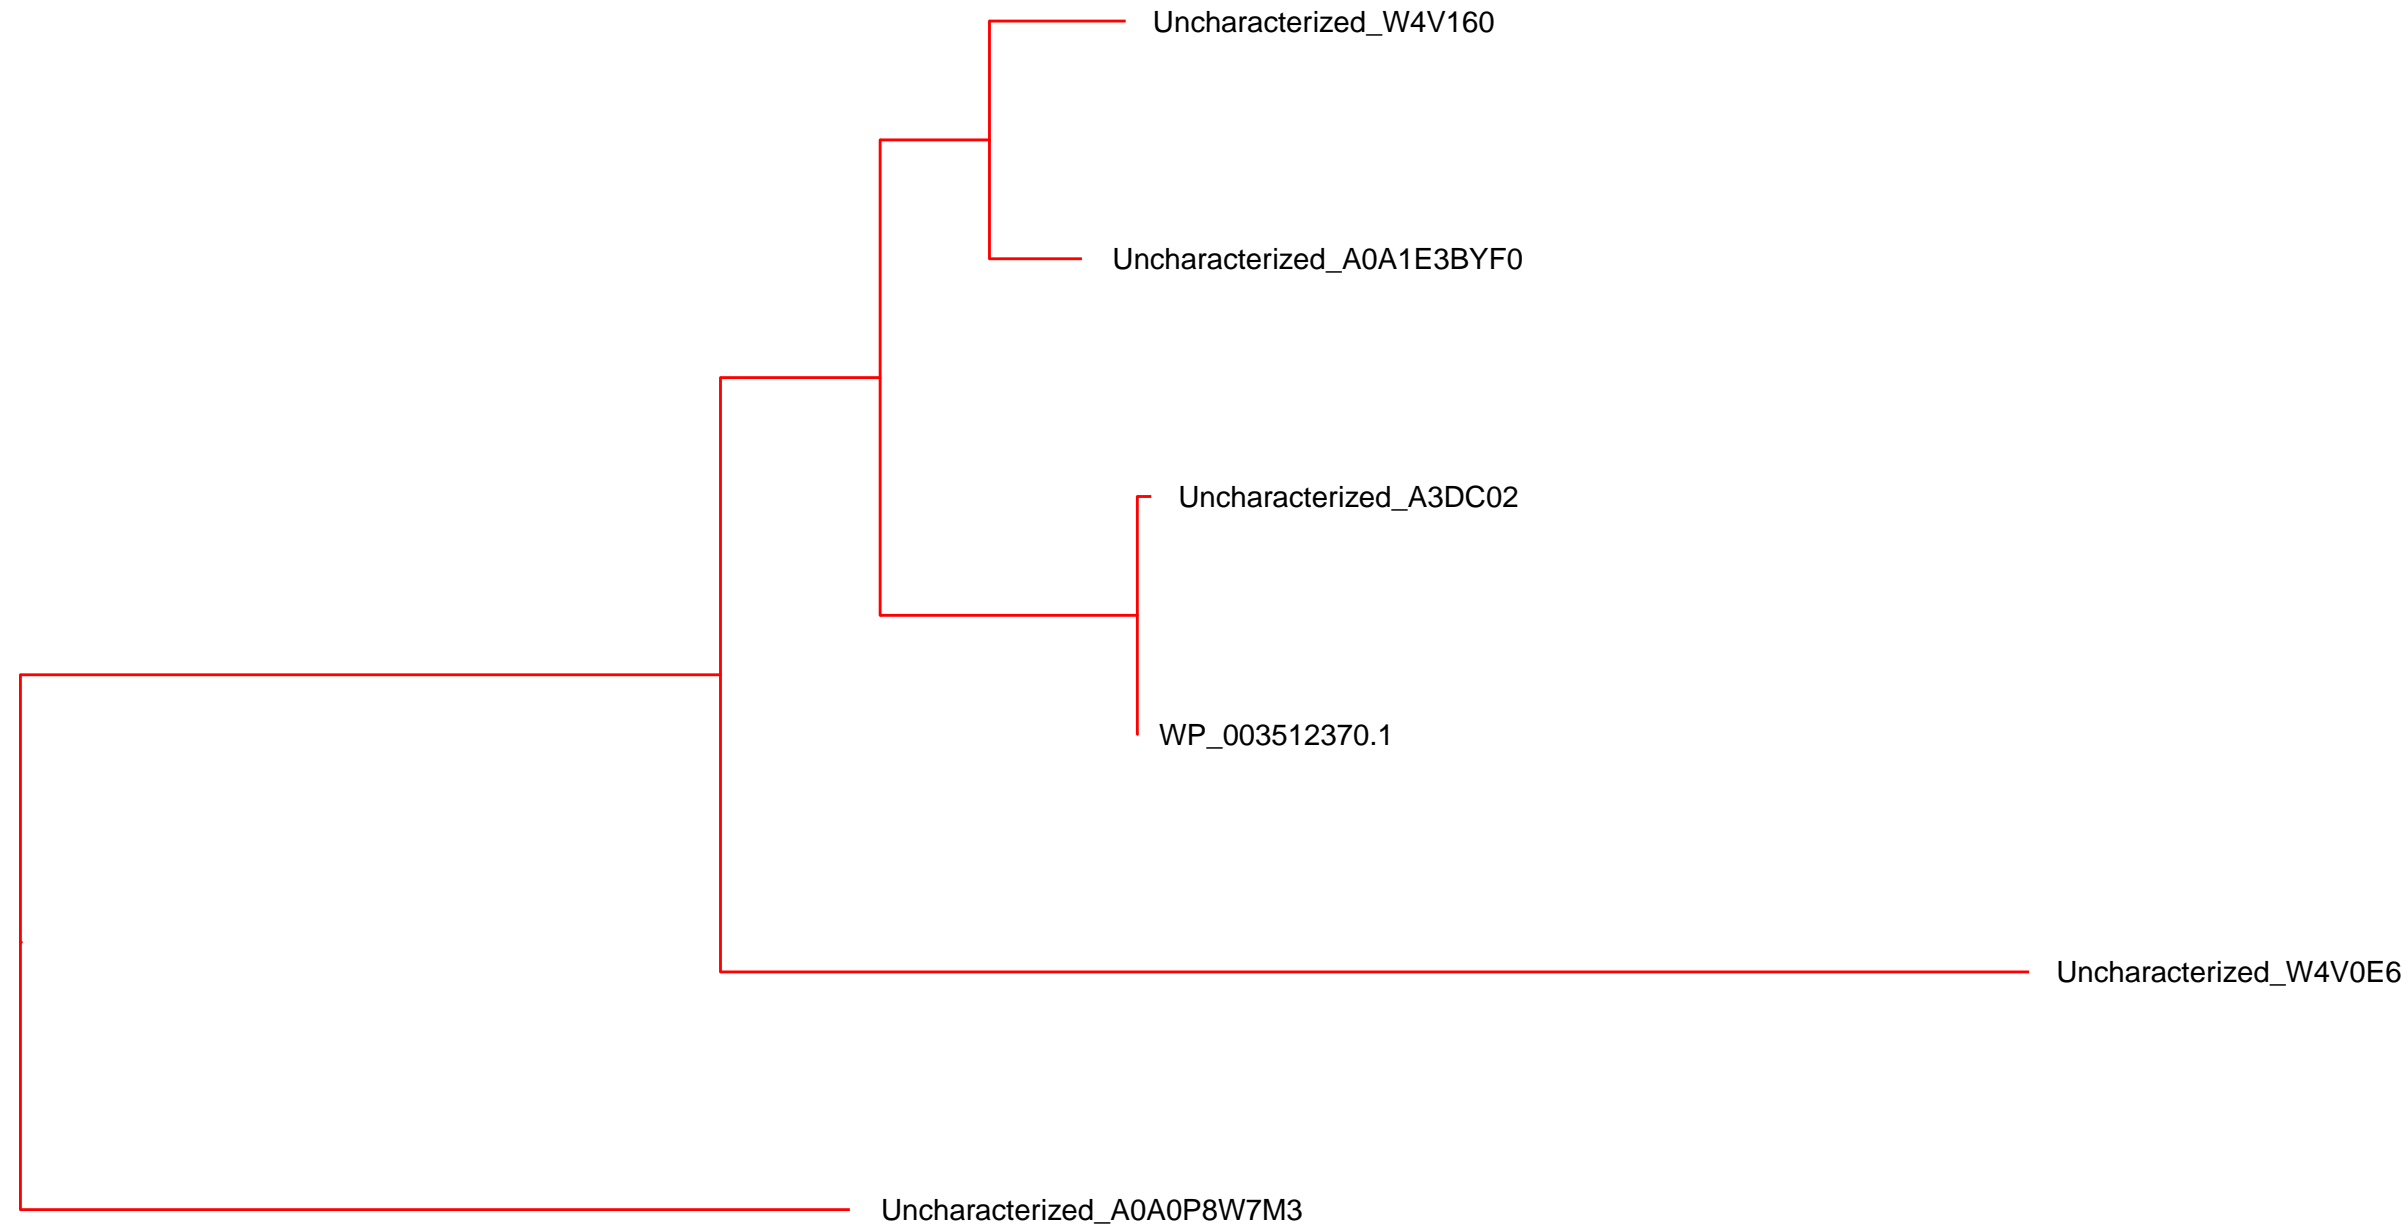 Uncharacterized_W4V160
Uncharacterized_A0A1E3BYF0
Uncharacterized_A3DC02
WP_003512370.1
Uncharacterized_W4V0E6
Uncharacterized_A0A0P8W7M3